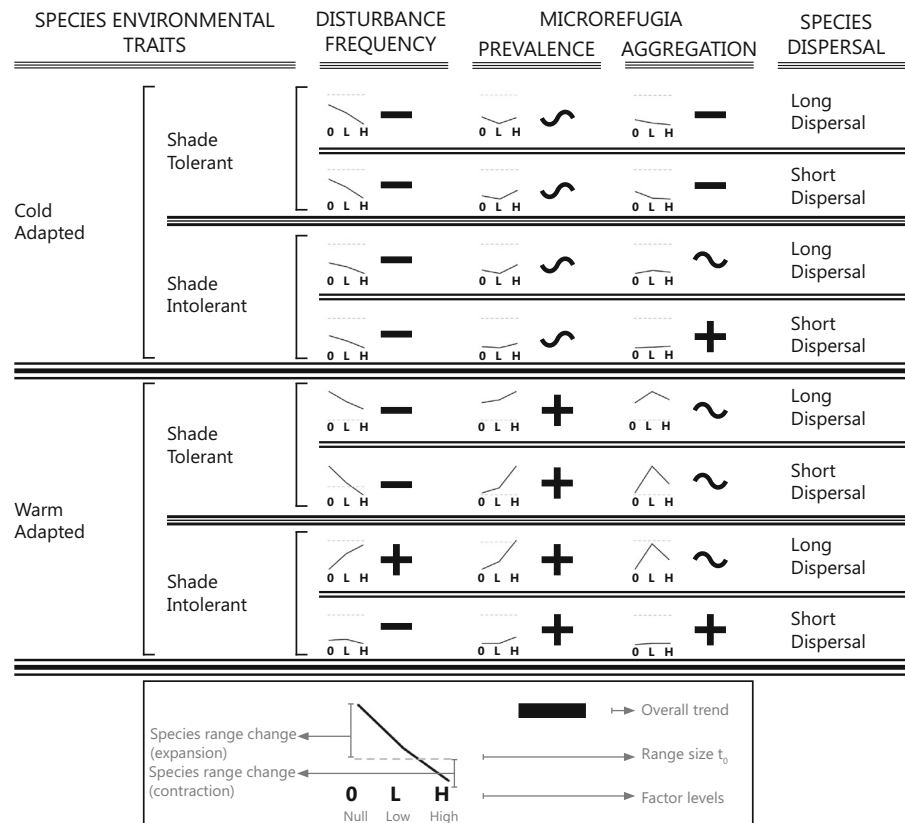 SPECIES ENVIRONMENTAL
TRAITS
DISTURBANCE
FREQUENCY
MICROREFUGIA
PREVALENCE AGGREGATION
SPECIES
DISPERSAL
Cold
Adapted
Shade
Tolerant
0 L H
0 L H
0 L H
Long
Dispersal
0 L H
0 L H
0 L H
Short
Dispersal
Shade
Intolerant
0 L H
0 L H
0 L H
Long
Dispersal
0 L H
0 L H
0 L H
Short
Dispersal
Warm
Adapted
Shade
Tolerant
0 L H
0 L H
0 L H
Long
Dispersal
0 L H
0 L H
0 L H
Short
Dispersal
Shade
Intolerant
0 L H
0 L H
0 L H
Long
Dispersal
0 L H
0 L H
0 L H
Short
Dispersal
Species range change
(expansion)
Species range change
(contraction)
0 L H
Null Low High
Overall trend
Range size t₀
Factor levels